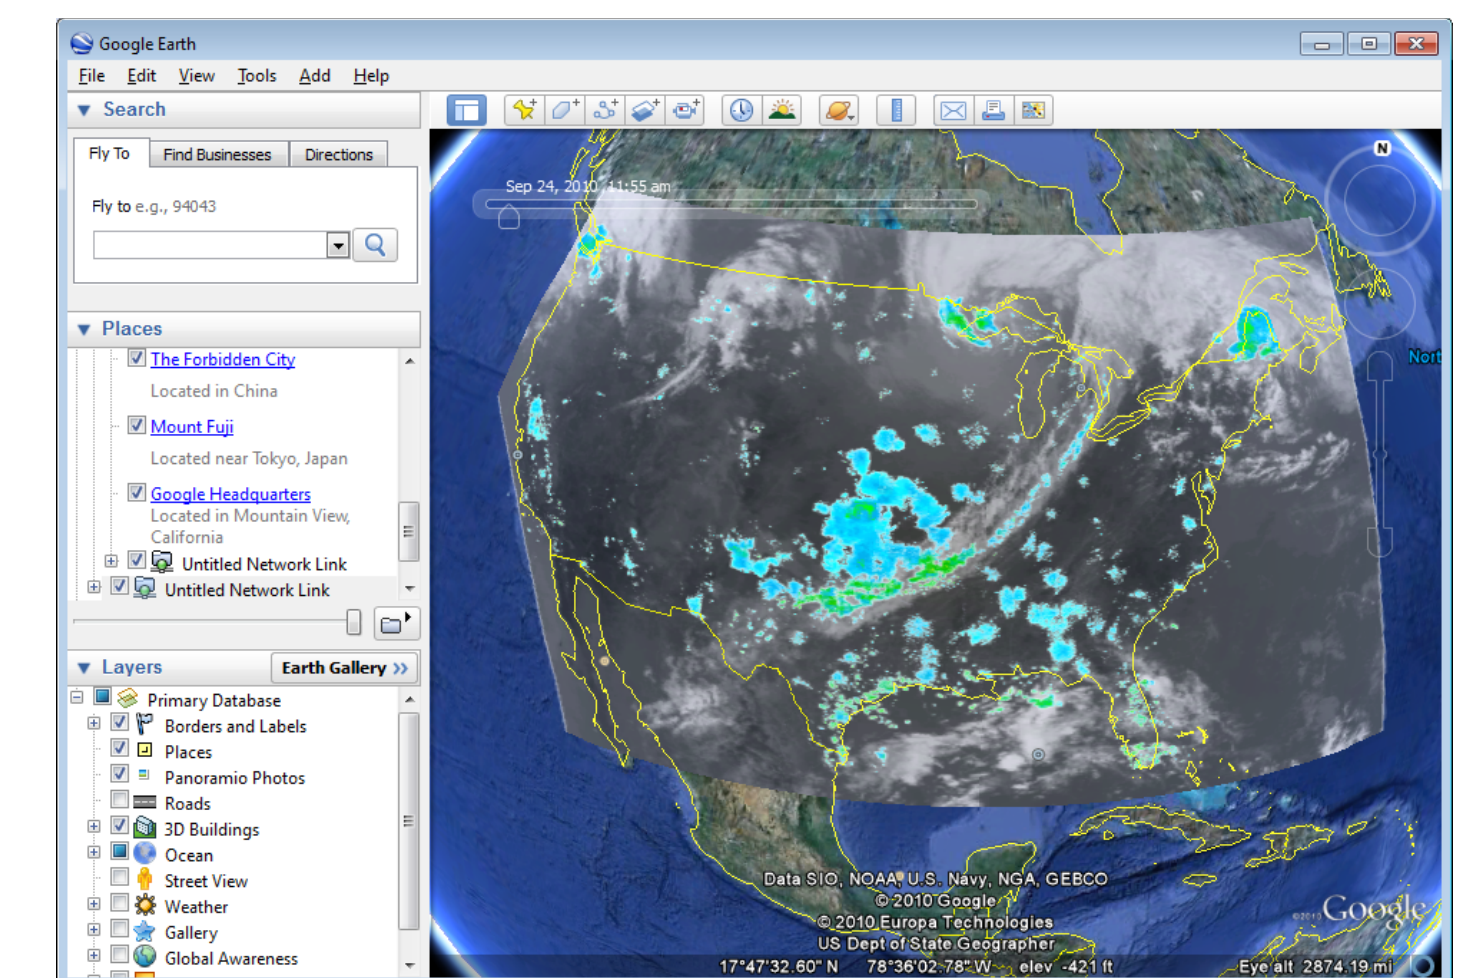 Google Earth
File Edit View Tools Add Help
Search
Fly To Find Businesses Directions
Fly to e.g., 94043
Places
The Forbidden City
Located in China
Mount Fuji
Located near Tokyo, Japan
Google Headquarters
Located in Mountain View,
California
Untitled Network Link
Untitled Network Link
Layers
Earth Gallery >>
Primary Database
Borders and Labels
Places
Panoramio Photos
Roads
3D Buildings
Ocean
Street View
Weather
Gallery
Global Awareness
Sep 24, 2010 11:55 am
N
Nort
Data SIO, NOAA, U.S. Navy, NGA, GEBCO
© 2010 Google
© 2010 Europa Technologies
US Dept of State Geographer
©2010 Google
17°47'32.60" N 78°36'02.78" W elev -421 ft Eye alt 2874.19 mi